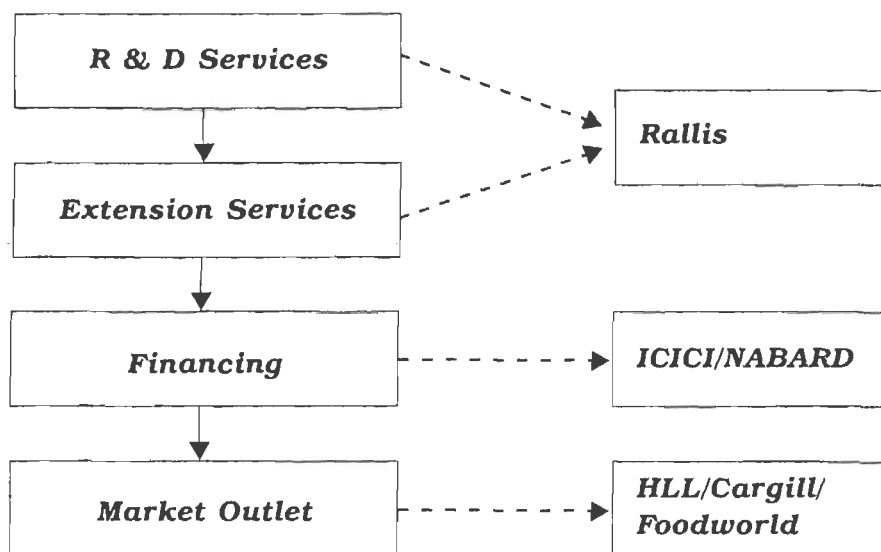 R & D Services
Rallis
Extension Services
Financing
ICICI/NABARD
Market Outlet
HLL/Cargill/
Foodworld